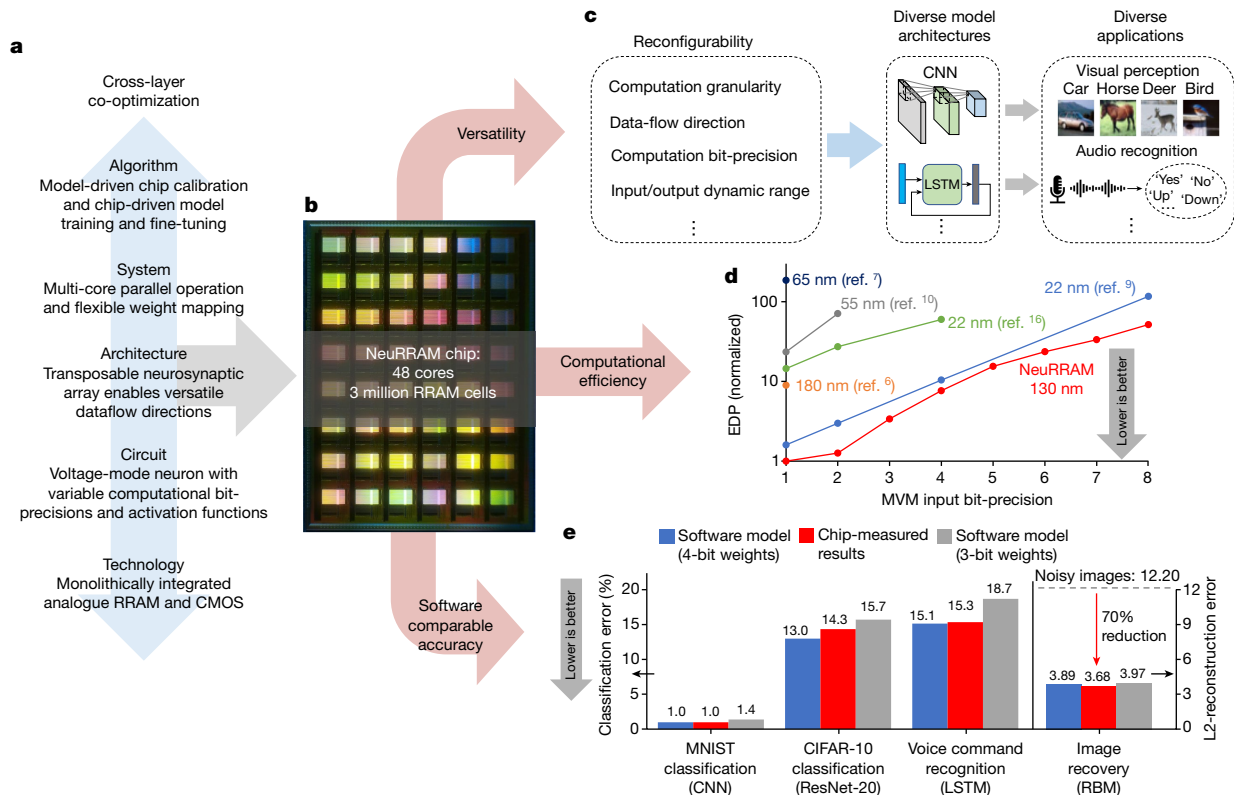 a
Cross-layer
co-optimization
Algorithm
Model-driven chip calibration
and chip-driven model
training and fine-tuning
System
Multi-core parallel operation
and flexible weight mapping
Architecture
Transposable neurosynaptic
array enables versatile
dataflow directions
Circuit
Voltage-mode neuron with
variable computational bit-
precisions and activation functions
Technology
Monolithically integrated
analogue RRAM and CMOS
b
NeuRRAM chip:
48 cores
3 million RRAM cells
Versatility
Computational
efficiency
Software
comparable
accuracy
c
Reconfigurability
Computation granularity
Data-flow direction
Computation bit-precision
Input/output dynamic range
⋮
Diverse model
architectures
CNN
LSTM
⋮
Diverse
applications
Visual perception
Car Horse Deer Bird
Audio recognition
‘Yes’ ‘No’
‘Up’ ‘Down’
...
⋮
d
EDP (normalized)
100
10
1
65 nm (ref. 7)
55 nm (ref. 10)
22 nm (ref. 9)
22 nm (ref. 16)
180 nm (ref. 6)
NeuRRAM
130 nm
Lower is better
1 2 3 4 5 6 7 8
MVM input bit-precision
e
Software model
(4-bit weights)
Chip-measured
results
Software model
(3-bit weights)
Lower is better
Classification error (%)
20
15
10
5
0
1.0 1.0 1.4
13.0 14.3 15.7
15.1 15.3 18.7
Noisy images: 12.20
70%
reduction
3.89 3.68 3.97
12
9
6
3
0
L2-reconstruction error
MNIST
classification
(CNN)
CIFAR-10
classification
(ResNet-20)
Voice command
recognition
(LSTM)
Image
recovery
(RBM)